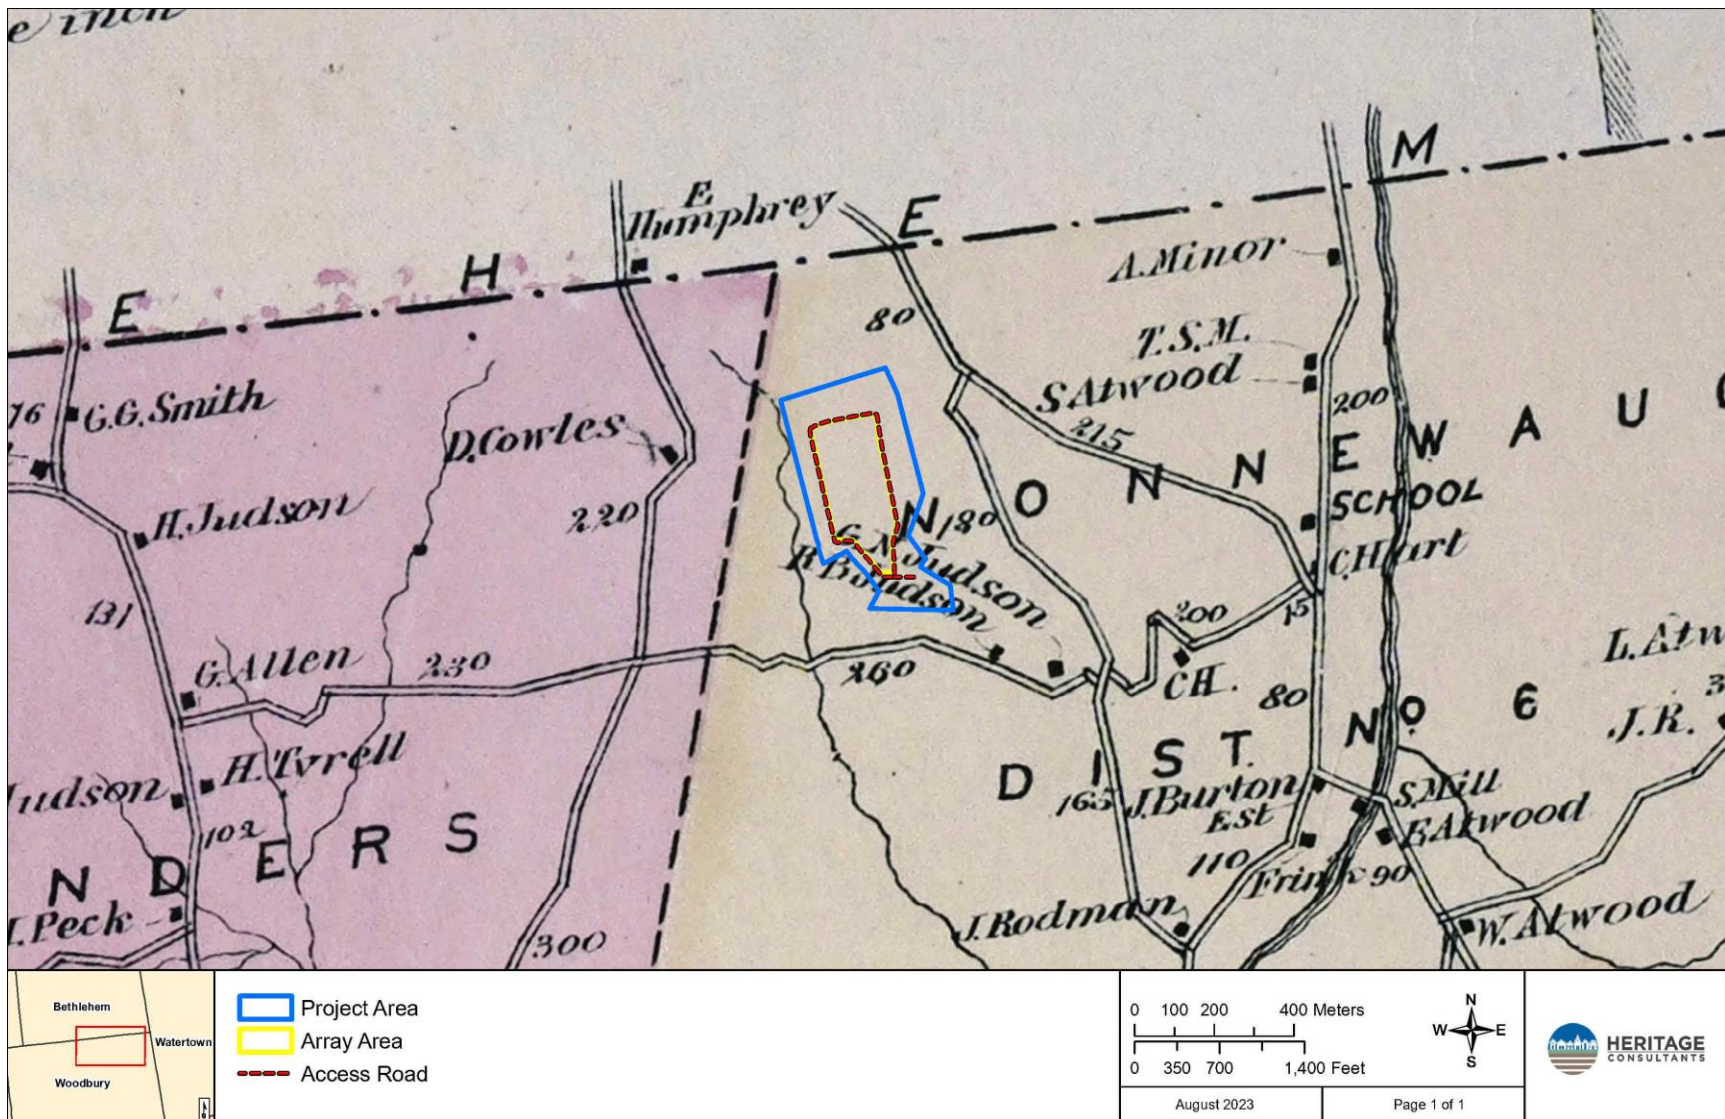 e inch
E H E M
E.
Humphrey
A. Minor
80
T. S. M.
S Atwood
76
G. G. Smith
D. Cowles
200
215
H. Judson
220
N O N N E W A U
SCHOOL
180
G. N. Judson
C. Hurt
131
200
15
G. Allen
230
260
C H.
80
L. Atw
D I S T. N o 6
J. R.
3
Judson
H. Tyrell
165
J. Burton
Est
S. Mill
E Atwood
102
110
Frink
90
N D E R S
I. Peck
J. Rodman
W. Atwood
300
Bethlehem
Watertown
Woodbury
Project Area
Array Area
Access Road
0 100 200 400 Meters
0 350 700 1,400 Feet
N
W E
S
August 2023
Page 1 of 1
HERITAGE
CONSULTANTS